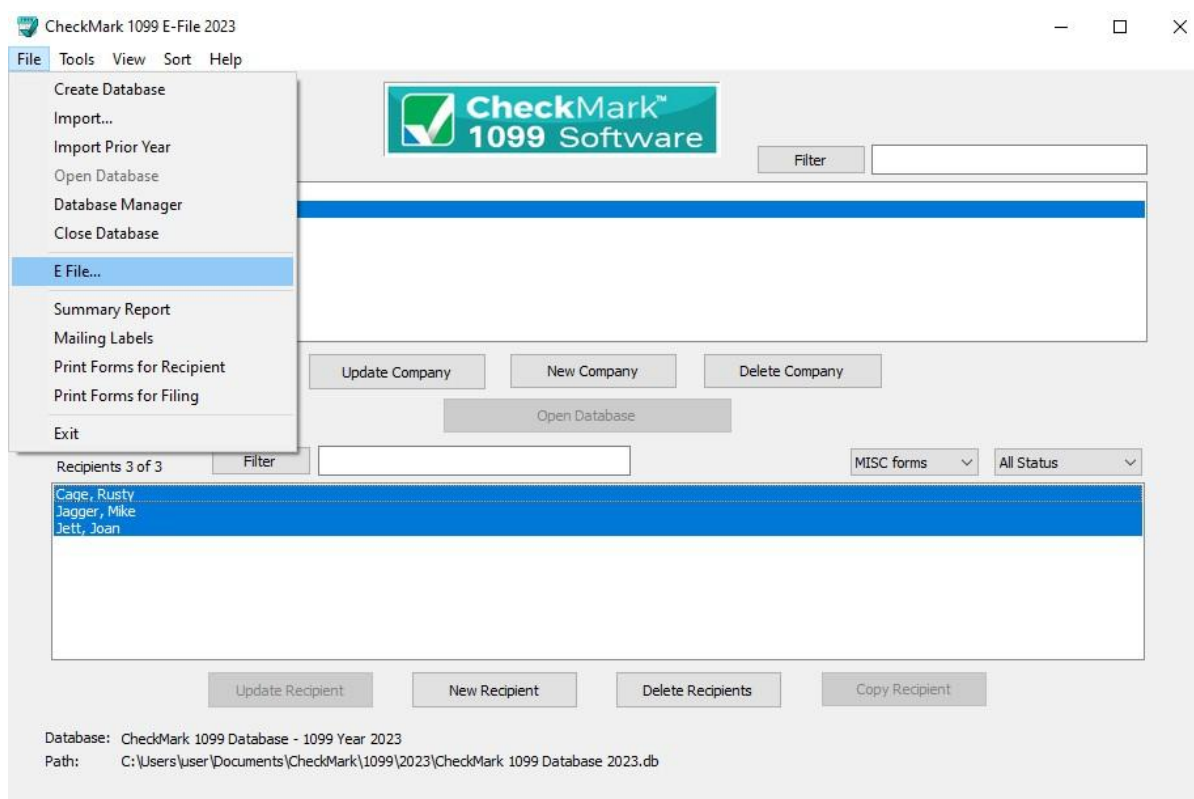 CheckMark 1099 E-File 2023
File Tools View Sort Help
Create Database
Import...
Import Prior Year
Open Database
Database Manager
Close Database
E File...
Summary Report
Mailing Labels
Print Forms for Recipient
Print Forms for Filing
Exit
CheckMark™
1099 Software
Filter
Update Company New Company Delete Company
Open Database
Recipients 3 of 3 Filter MISC forms All Status
Cage, Rusty
Jagger, Mike
Jett, Joan
Update Recipient New Recipient Delete Recipients Copy Recipient
Database: CheckMark 1099 Database - 1099 Year 2023
Path: C:\Users\user\Documents\CheckMark\1099\2023\CheckMark 1099 Database 2023.db